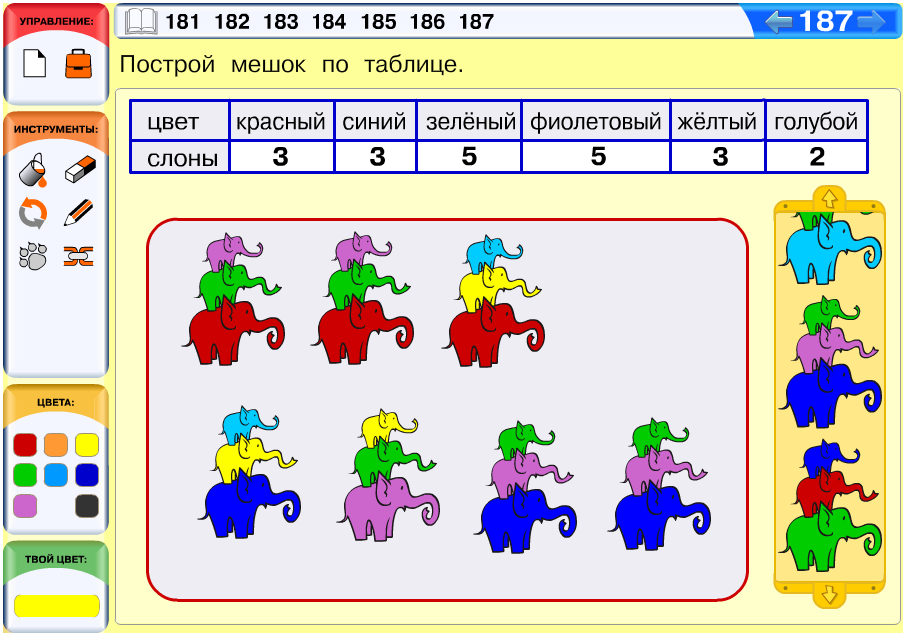 УПРАВЛЕНИЕ:
181 182 183 184 185 186 187
187
Построй мешок по таблице.
ИНСТРУМЕНТЫ:
цвет красный синий зелёный фиолетовый жёлтый голубой
слоны 3 3 5 5 3 2
ЦВЕТА:
ТВОЙ ЦВЕТ: